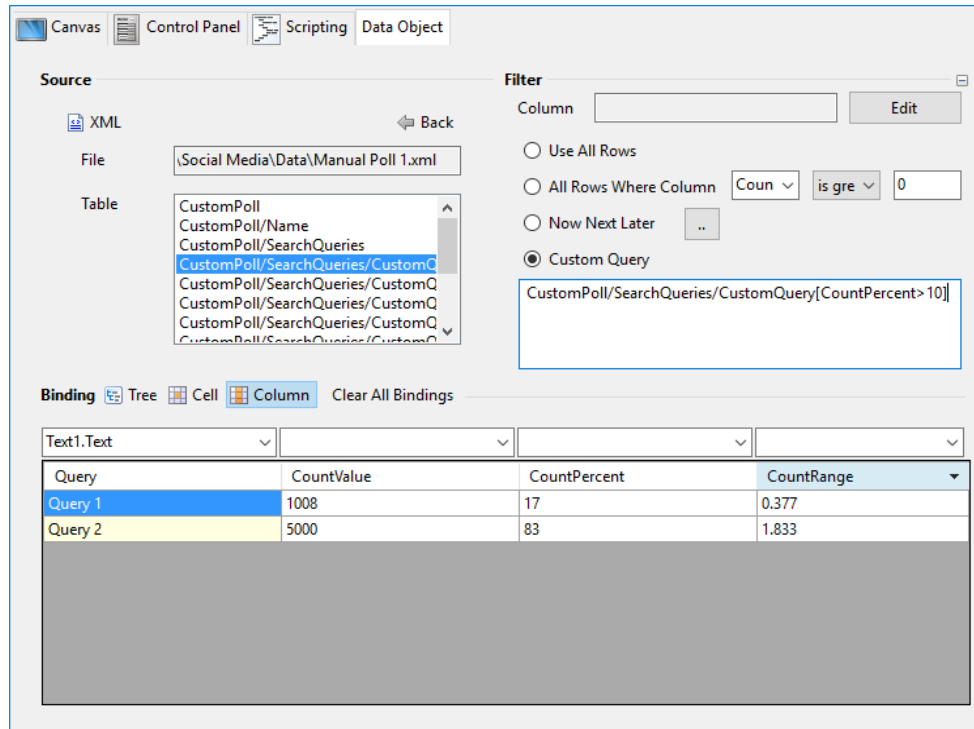 Canvas Control Panel Scripting Data Object
Source
XML
Back
File
\Social Media\Data\Manual Poll 1.xml
Table
CustomPoll
CustomPoll/Name
CustomPoll/SearchQueries
CustomPoll/SearchQueries/CustomQ
CustomPoll/SearchQueries/CustomQ
CustomPoll/SearchQueries/CustomQ
CustomPoll/SearchQueries/CustomQ
CustomPoll/SearchQueries/CustomQ
Filter
Column
Edit
Use All Rows
All Rows Where Column Coun is gre 0
Now Next Later ..
Custom Query
CustomPoll/SearchQueries/CustomQuery[CountPercent>10]
Binding Tree Cell Column Clear All Bindings
Text1.Text
Query CountValue CountPercent CountRange
Query 1 1008 17 0.377
Query 2 5000 83 1.833